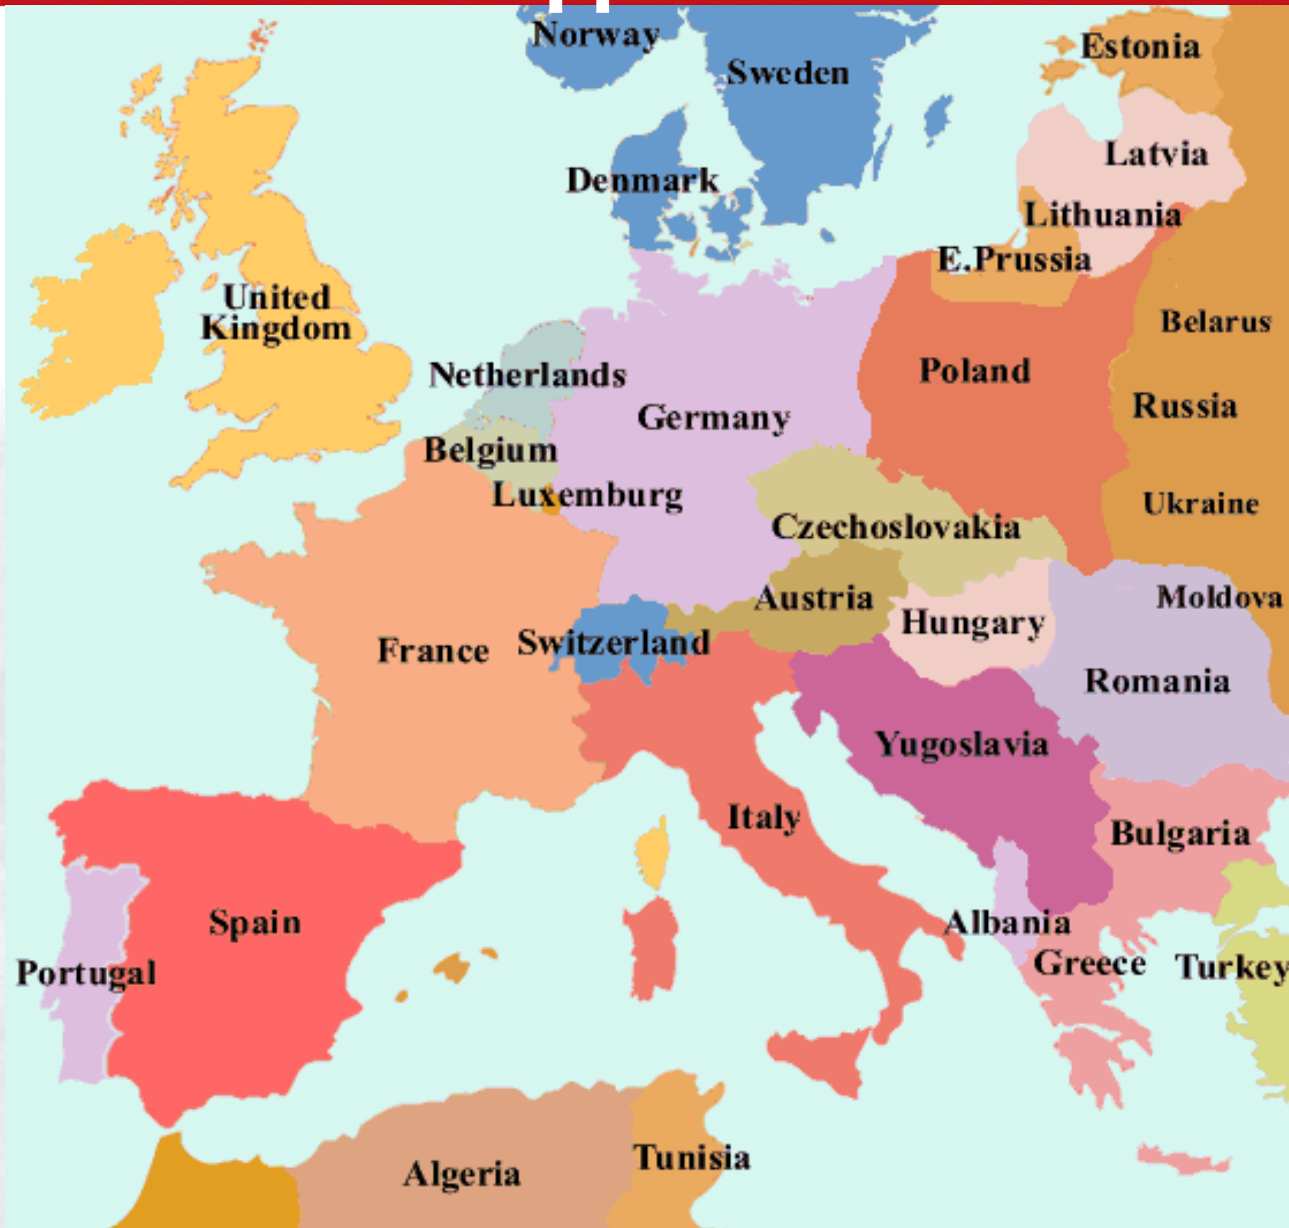 Norway
Sweden
Estonia
Latvia
Denmark
Lithuania
E.Prussia
United
Kingdom
Belarus
Netherlands
Poland
Germany
Russia
Belgium
Luxemburg
Ukraine
Czechoslovakia
Austria
Moldova
Hungary
France
Switzerland
Romania
Yugoslavia
Italy
Bulgaria
Spain
Albania
Greece
Turkey
Portugal
Algeria
Tunisia